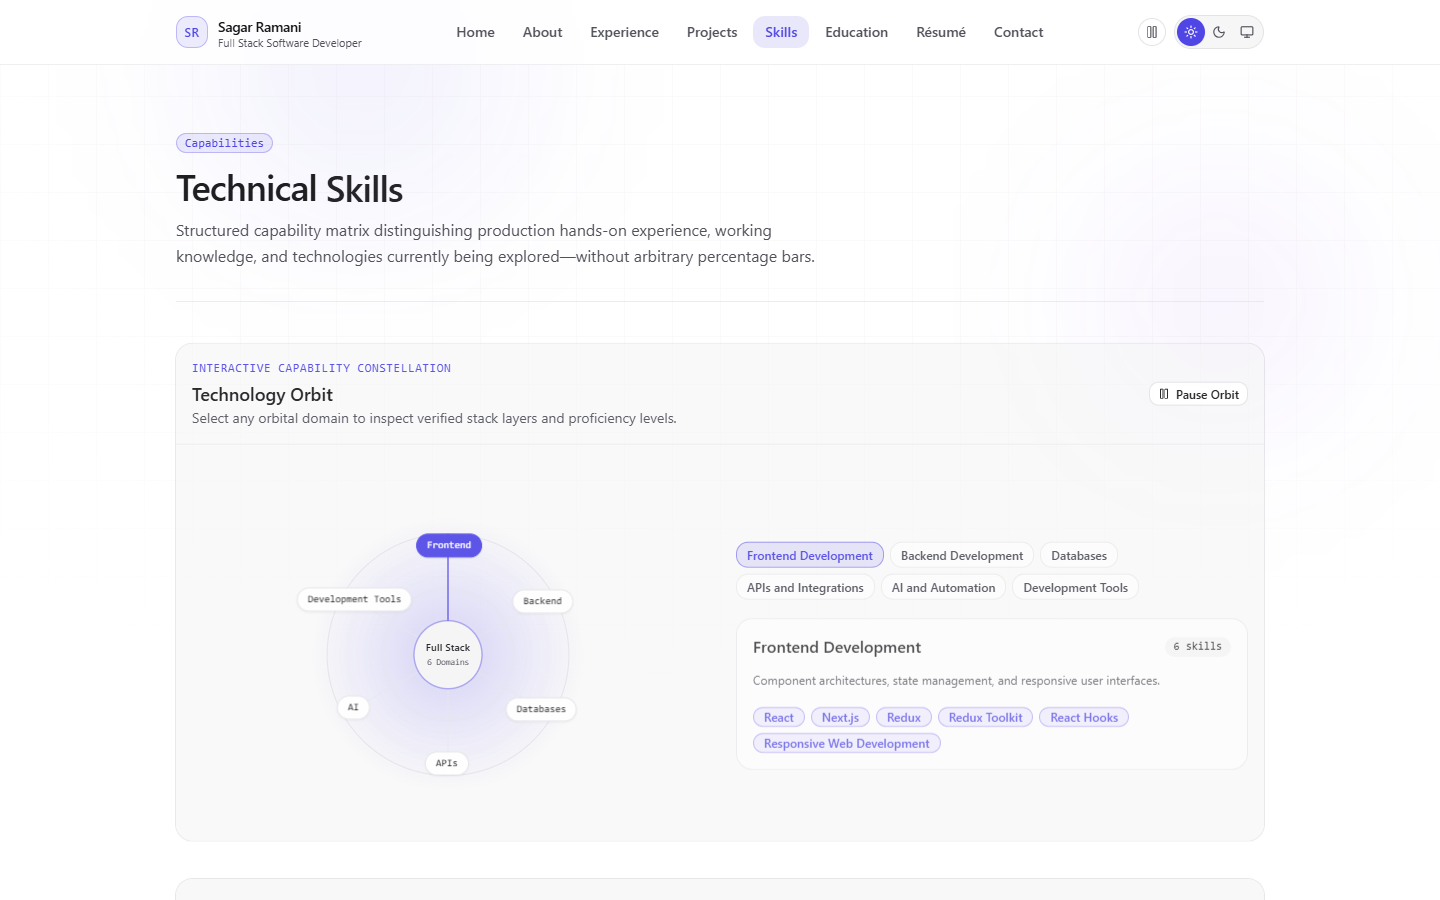 SR
Sagar Ramani
Full Stack Software Developer
Home
About
Experience
Projects
Skills
Education
Résumé
Contact
Capabilities
Technical Skills
Structured capability matrix distinguishing production hands-on experience, working
knowledge, and technologies currently being explored—without arbitrary percentage bars.
INTERACTIVE CAPABILITY CONSTELLATION
Technology Orbit
Select any orbital domain to inspect verified stack layers and proficiency levels.
Pause Orbit
Frontend
Development Tools
Backend
Full Stack
6 Domains
AI
Databases
APIs
Frontend Development
Backend Development
Databases
APIs and Integrations
AI and Automation
Development Tools
Frontend Development
6 skills
Component architectures, state management, and responsive user interfaces.
React
Next.js
Redux
Redux Toolkit
React Hooks
Responsive Web Development